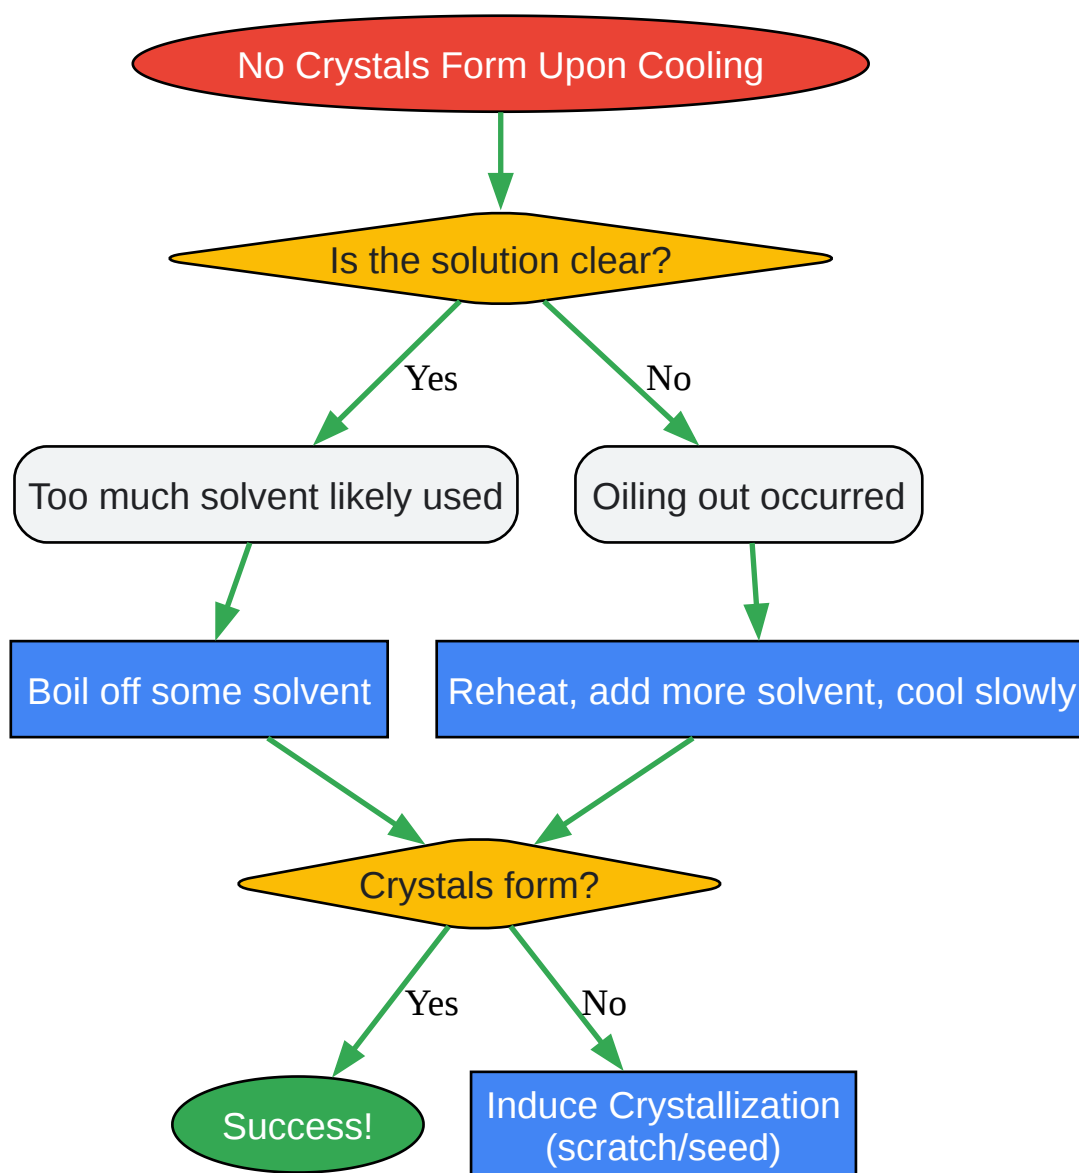 No Crystals Form Upon Cooling
Is the solution clear?
Yes
No
Too much solvent likely used
Oiling out occurred
Boil off some solvent
Reheat, add more solvent, cool slowly
Crystals form?
Yes
No
Success!
Induce Crystallization
(scratch/seed)